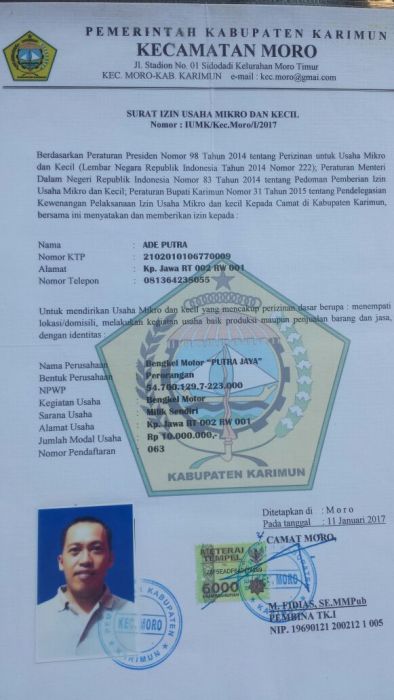 PEMERINTAH KABUPATEN KARIMUN
KECAMATAN MORO
Jl. Stadion No. 01 Sidodadi Kelurahan Moro Timur
KEC. MORO-KAB. KARIMUN e-mail : kec.moro@gmai.com
SURAT IZIN USAHA MIKRO DAN KECIL
Nomor : IUMK/Kec.Moro/I/2017
Berdasarkan Peraturan Presiden Nomor 98 Tahun 2014 tentang Perizinan untuk Usaha Mikro
dan Kecil (Lembar Negara Republik Indonesia Tahun 2014 Nomor 222); Peraturan Menteri
Dalam Negeri Republik Indonesia Nomor 83 Tahun 2014 tentang Pedoman Pemberian Izin
Usaha Mikro dan Kecil; Peraturan Bupati Karimun Nomor 31 Tahun 2015 tentang Pendelegasian
Kewenangan Pelaksanaan Izin Usaha Mikro dan kecil Kepada Camat di Kabupaten Karimun,
bersama ini menyatakan dan memberikan izin kepada :
Nama : ADE PUTRA
Nomor KTP : 2102010106770009
Alamat : Kp. Jawa RT 002 RW 001
Nomor Telepon : 081364235055
Untuk mendirikan Usaha Mikro dan kecil yang mencakup perizinan dasar berupa : menempati
lokasi/domisili, melakukan kegiatan usaha baik produksi maupun penjualan barang dan jasa,
dengan identitas :
Nama Perusahaan : Bengkel Motor "PUTRA JAYA"
Bentuk Perusahaan : Perorangan
NPWP : 54.700.129.7-223.000
Kegiatan Usaha : Bengkel Motor
Sarana Usaha : Milik Sendiri
Alamat Usaha : Kp. Jawa RT 002 RW 001
Jumlah Modal Usaha : Rp 10.000.000,-
Nomor Pendaftaran : 063
KABUPATEN KARIMUN
Ditetapkan di : Moro
Pada tanggal : 11 Januari 2017
CAMAT MORO,
METERAI
TEMPEL
6000
KEC. MORO
KABUPATEN
KEC. MORO
KARIMUN
M. FIDIAS, SE.MMPub
PEMBINA TK.I
NIP. 19690121 200212 1 005